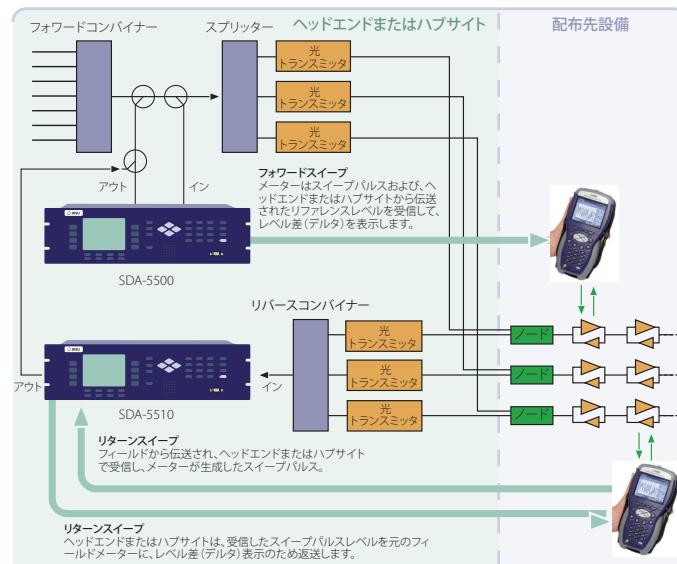 フォワードコンバイナー
スプリッター
ヘッドエンドまたはハブサイト
配布先設備
光
トランスミッタ
光
トランスミッタ
光
トランスミッタ
アウト
イン
フォワードスイープ
メーターはスイープパルスおよび、ヘ
ッドエンドまたはハブサイトから伝送
されたリファレンスレベルを受信して、
レベル差(デルタ)を表示します。
JDSU
SDA-5500
リバースコンバイナー
光
トランスミッタ
光
トランスミッタ
光
トランスミッタ
ノード
ノード
ノード
JDSU
アウト
イン
SDA-5510
リターンスイープ
フィールドから伝送され、ヘッドエンドまたはハブサイト
で受信し、メーターが生成したスイープパルス。
リターンスイープ
ヘッドエンドまたはハブサイトは、受信したスイープパルスレベルを元のフィ
ールドメーターに、レベル差(デルタ)表示のため返送します。